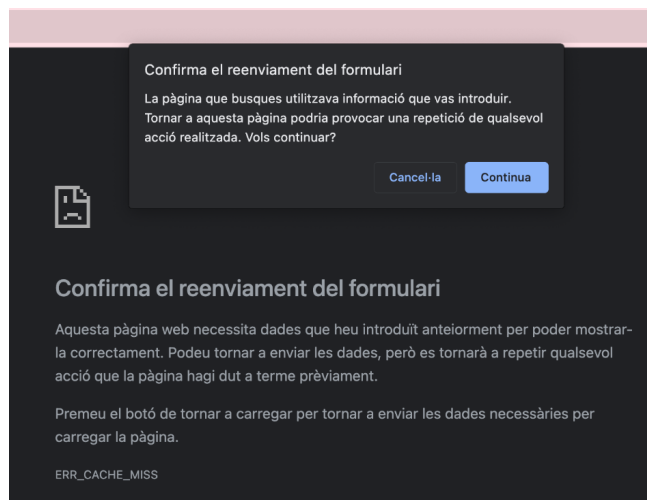 Confirma el reenviament del formulari
La pàgina que busques utilitzava informació que vas introduir.
Tornar a aquesta pàgina podria provocar una repetició de qualsevol
acció realitzada. Vols continuar?
Cancel·la Continua
Confirma el reenviament del formulari
Aquesta pàgina web necessita dades que heu introduït anteiorment per poder mostrar-
la correctament. Podeu tornar a enviar les dades, però es tornarà a repetir qualsevol
acció que la pàgina hagi dut a terme prèviament.
Premeu el botó de tornar a carregar per tornar a enviar les dades necessàries per
carregar la pàgina.
ERR_CACHE_MISS